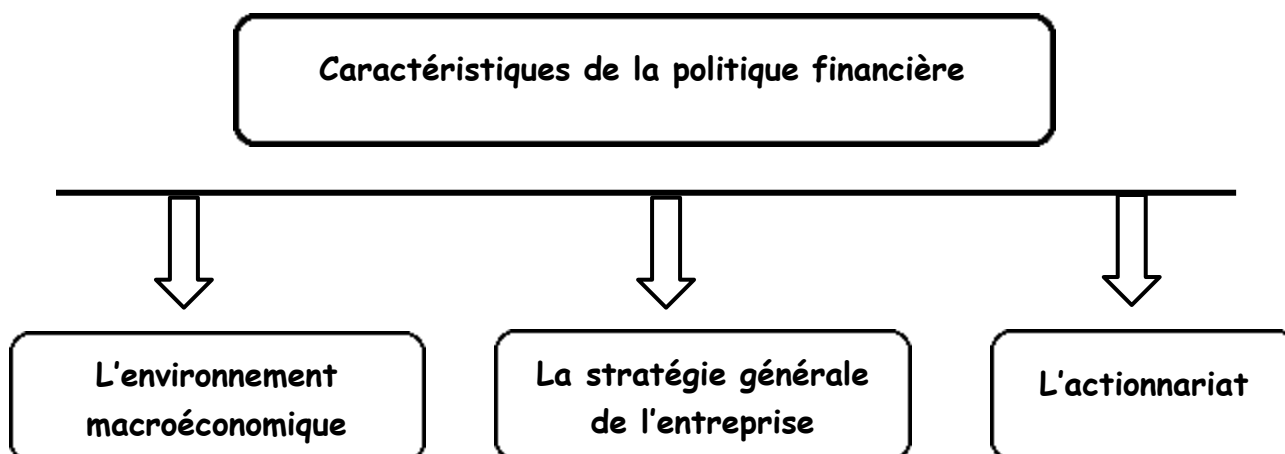 Caractéristiques de la politique financière
L'environnement
macroéconomique
La stratégie générale
de l'entreprise
L'actionnariat